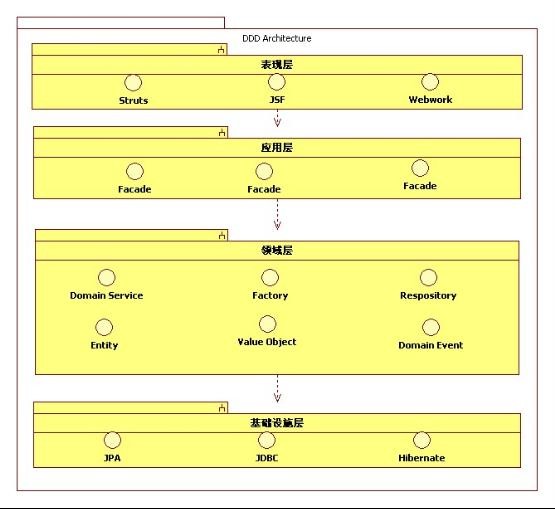 DDD Architecture
表现层
Struts JSF Webwork
应用层
Facade Facade Facade
领域层
Domain Service Factory Respository
Entity Value Object Domain Event
基础设施层
JPA JDBC Hibernate